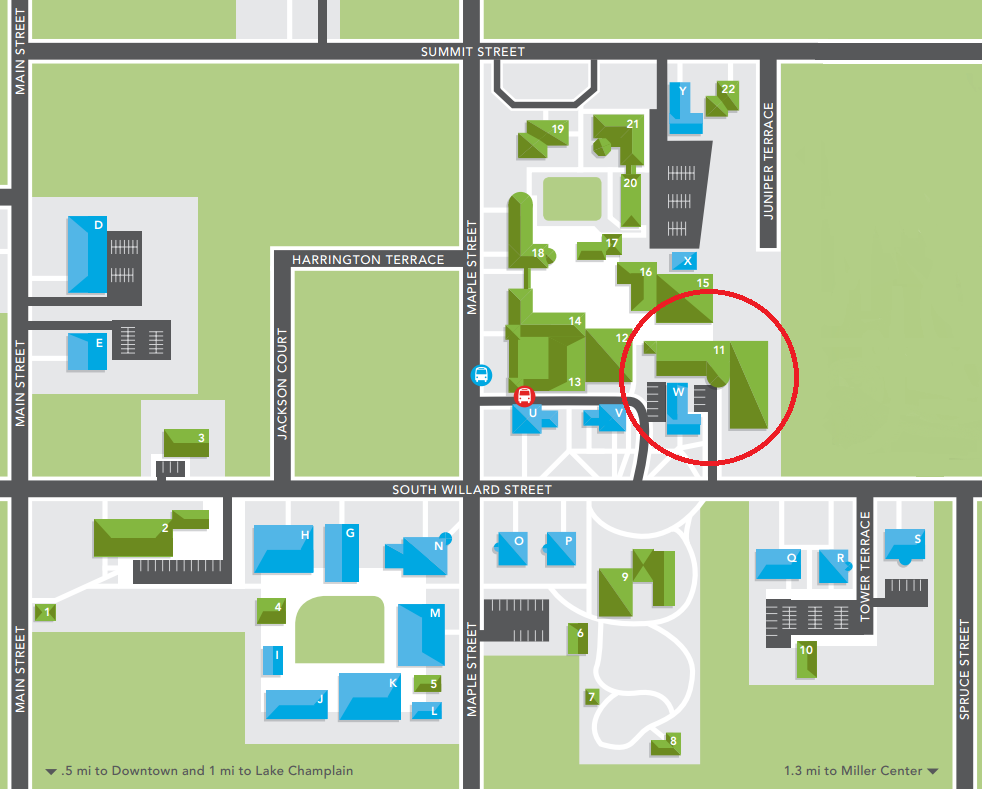 MAIN STREET
SUMMIT STREET
Y
22
19
21
JUNIPER TERRACE
20
D
MAPLE STREET
17
18
HARRINGTON TERRACE
X
16
15
14
12
11
E
MAIN STREET
JACKSON COURT
13
W
U
V
3
SOUTH WILLARD STREET
2
H
G
N
O
P
TOWER TERRACE
S
Q
R
9
1
4
M
6
MAIN STREET
MAPLE STREET
SPRUCE STREET
I
10
K
5
J
L
7
8
.5 mi to Downtown and 1 mi to Lake Champlain
1.3 mi to Miller Center